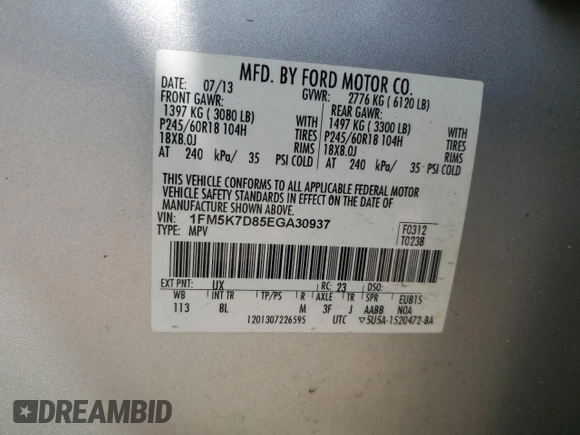 MFD. BY FORD MOTOR CO.
DATE: 07/13 GVWR: 2776 KG ( 6120 LB)
FRONT GAWR: REAR GAWR:
1397 KG ( 3080 LB) WITH 1497 KG ( 3300 LB) WITH
P245/60R18 104H TIRES P245/60R18 104H TIRES
18X8.0J RIMS 18X8.0J RIMS
AT 240 kPa/ 35 PSI COLD AT 240 kPa/ 35 PSI COLD
THIS VEHICLE CONFORMS TO ALL APPLICABLE FEDERAL MOTOR
VEHICLE SAFETY STANDARDS IN EFFECT ON THE DATE OF
MANUFACTURE SHOWN ABOVE.
VIN: 1FM5K7D85EGA30937 F0312
TYPE: MPV T0238
EXT PNT: UX RC: 23 DSO:
WB INT TR TP/PS R AXLE TR SPR EUB15
113 8L M 3F J AABB NOA
1201307226595 UTC ▽5U5A-1520472-BA
DREAMBID